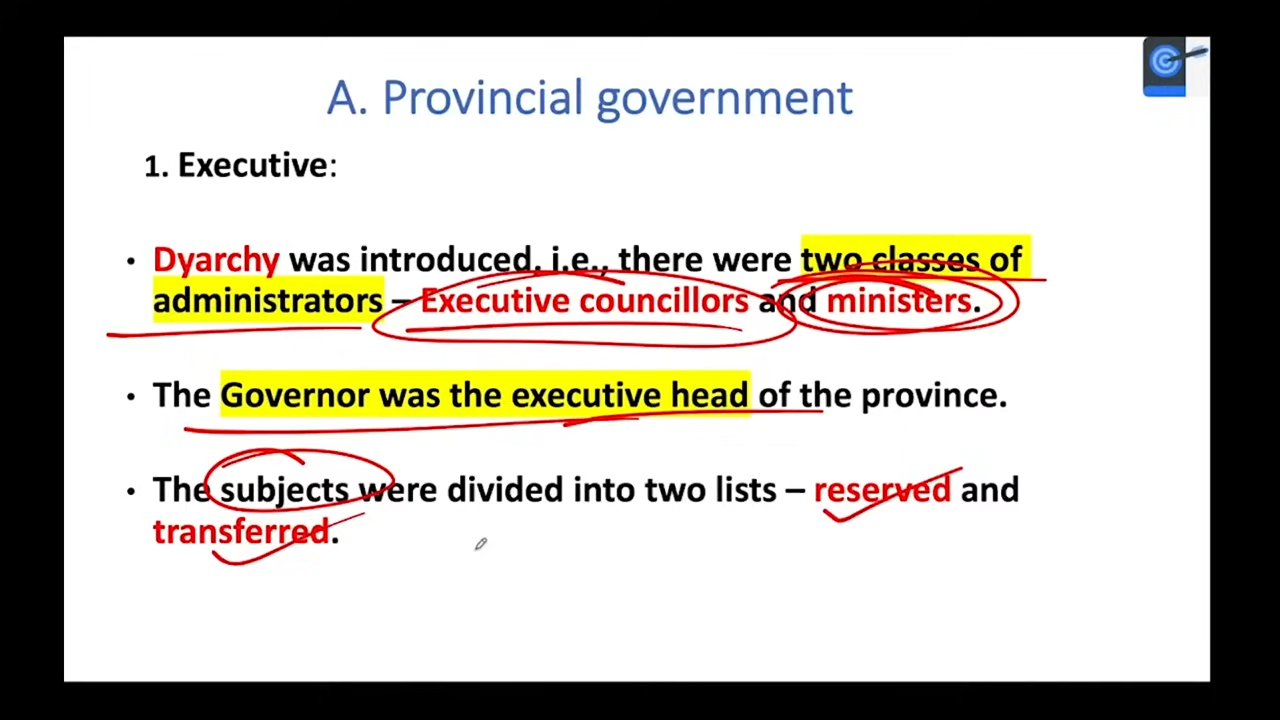 A. Provincial government
1. Executive:
• Dyarchy was introduced, i.e., there were two classes of
administrators – Executive councillors and ministers.
• The Governor was the executive head of the province.
• The subjects were divided into two lists – reserved and
transferred.